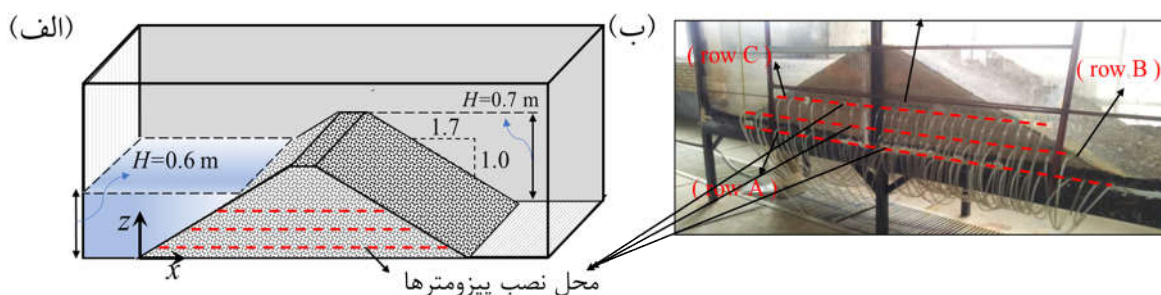 (الف)
H=0.7 m
1.7
1.0
H=0.6 m
z
x
محل نصب پیزومترها
(ب)
( row C )
( row B )
( row A )